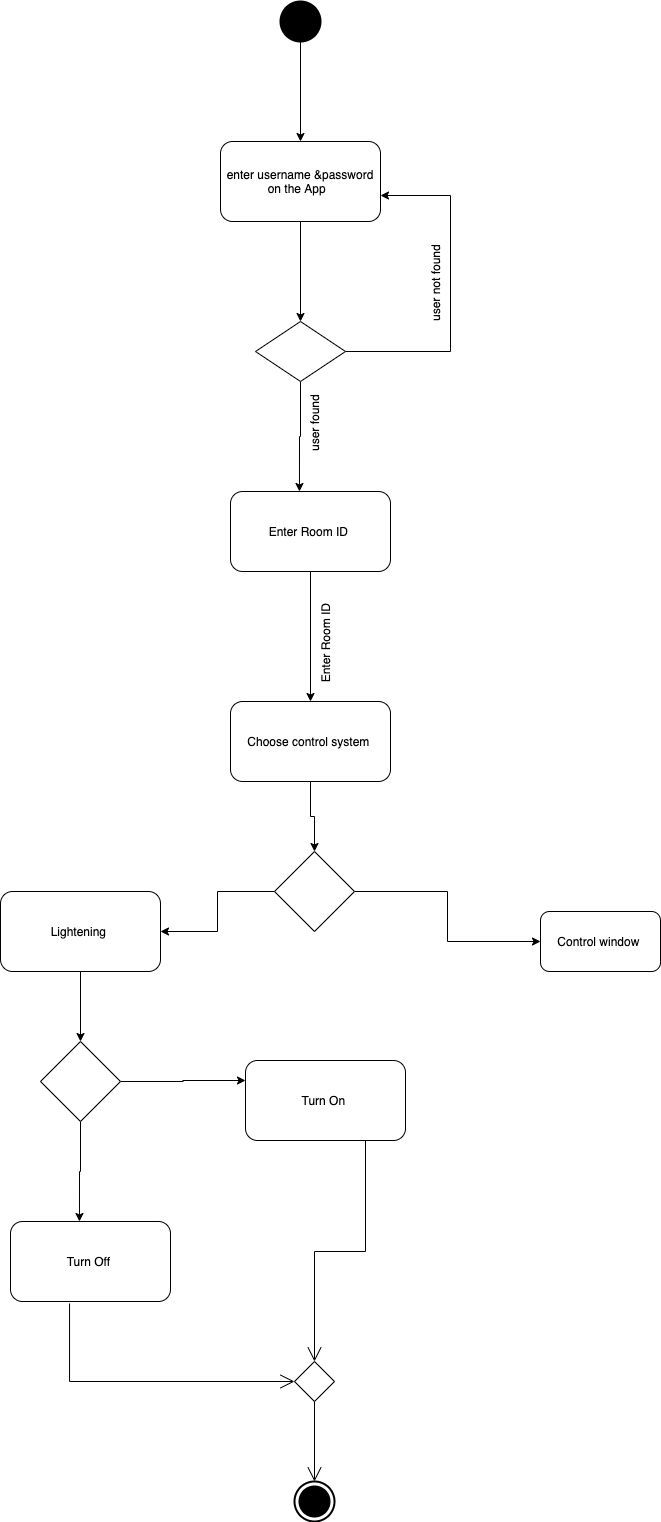 enter username &password
on the App
user not found
user found
Enter Room ID
Enter Room ID
Choose control system
Lightening
Control window
Turn On
Turn Off